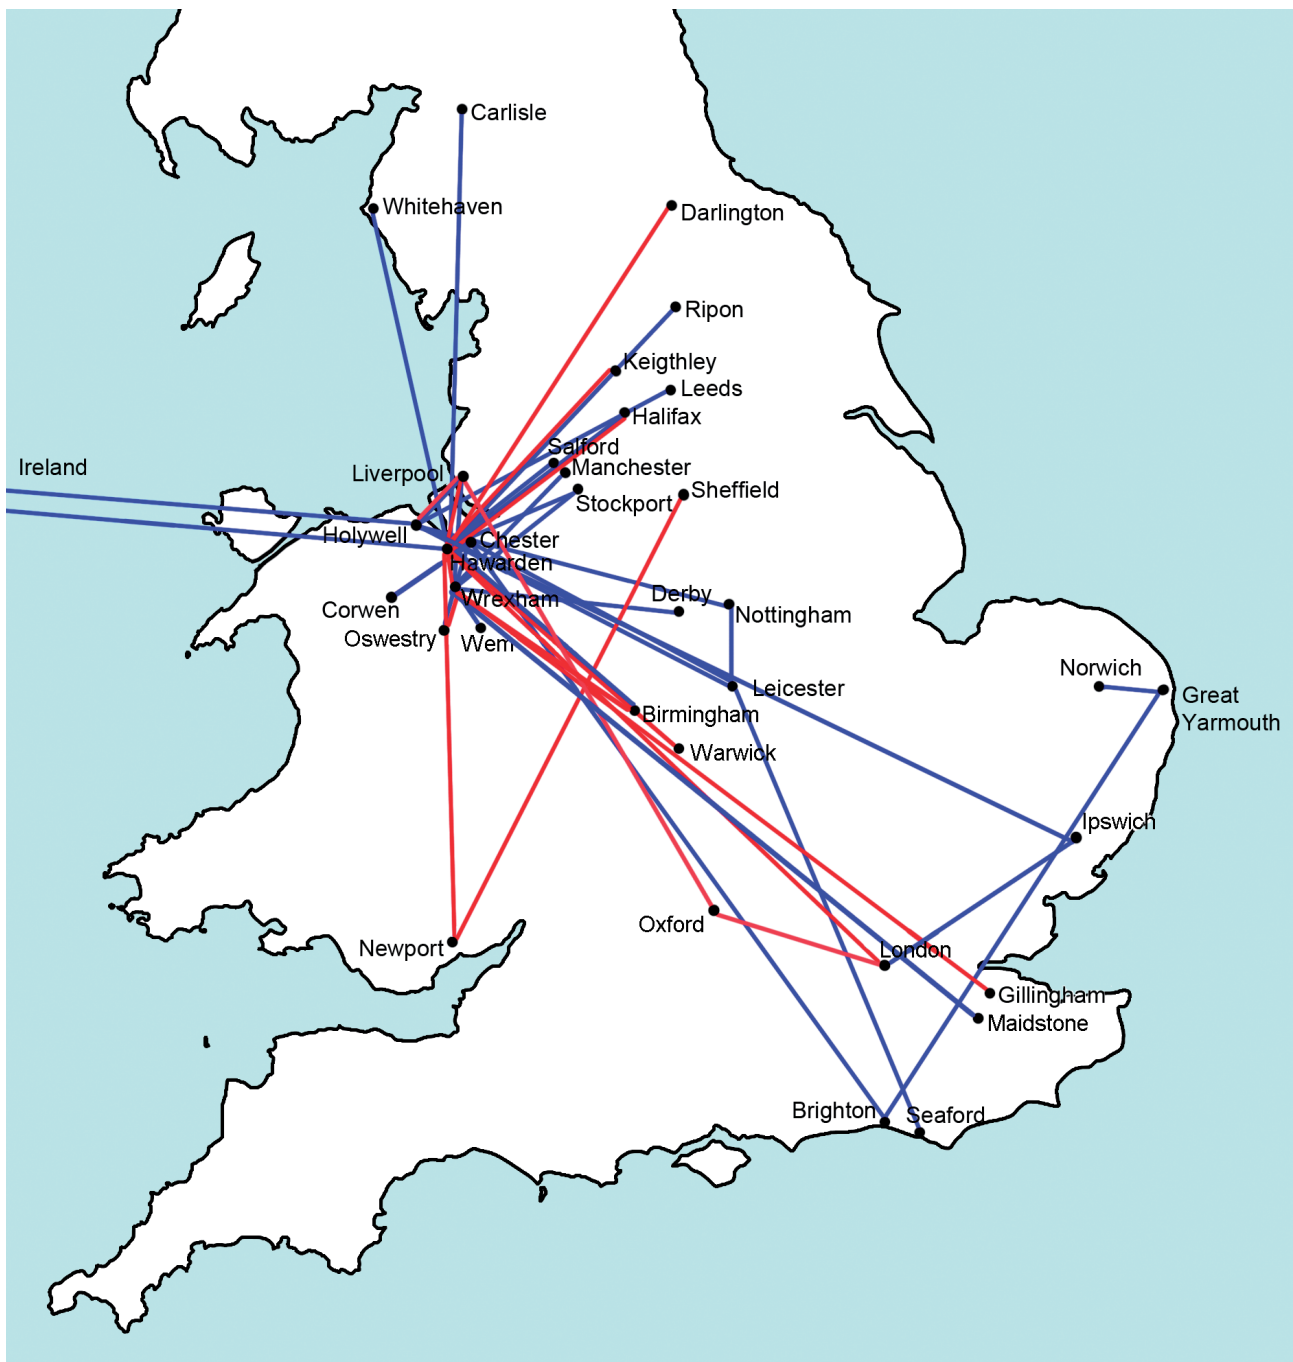 Carlisle
Whitehaven
Darlington
Ripon
Keigthley
Leeds
Halifax
Salford
Ireland
Liverpool
Manchester
Sheffield
Stockport
Holywell
Chester
Hawarden
Derby
Wrexham
Corwen
Nottingham
Oswestry
Wem
Norwich
Leicester
Great
Yarmouth
Birmingham
Warwick
Ipswich
Oxford
London
Newport
Gillingham
Maidstone
Brighton
Seaford